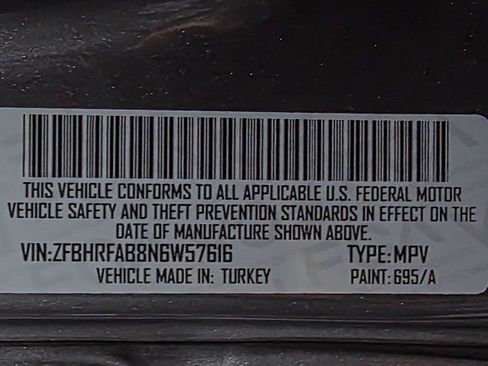 THIS VEHICLE CONFORMS TO ALL APPLICABLE U.S. FEDERAL MOTOR
VEHICLE SAFETY AND THEFT PREVENTION STANDARDS IN EFFECT ON THE
DATE OF MANUFACTURE SHOWN ABOVE.
VIN:ZFBHRFAB8N6W57616 TYPE:MPV
VEHICLE MADE IN: TURKEY PAINT: 695/A